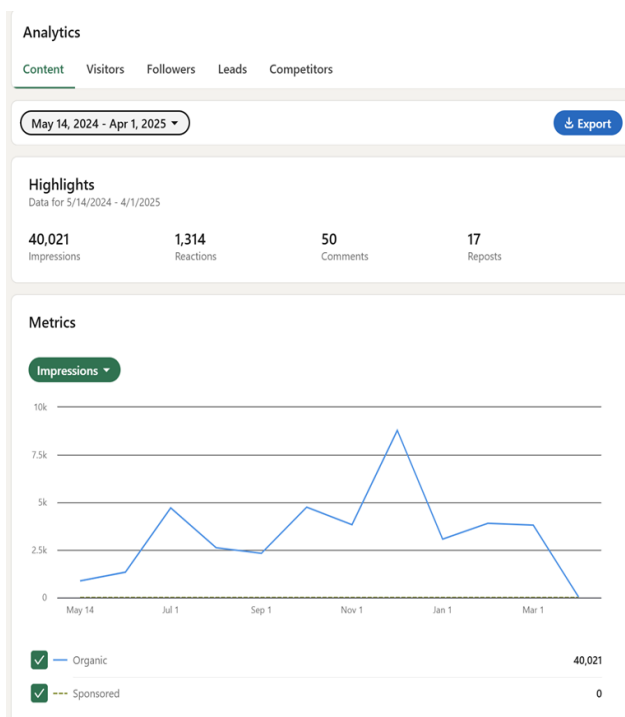 Analytics
Content Visitors Followers Leads Competitors
May 14, 2024 - Apr 1, 2025
Export
Highlights
Data for 5/14/2024 - 4/1/2025
40,021 1,314 50 17
Impressions Reactions Comments Reposts
Metrics
Impressions
10k
7.5k
5k
2.5k
0
May 14 Jul 1 Sep 1 Nov 1 Jan 1 Mar 1
Organic 40,021
Sponsored 0